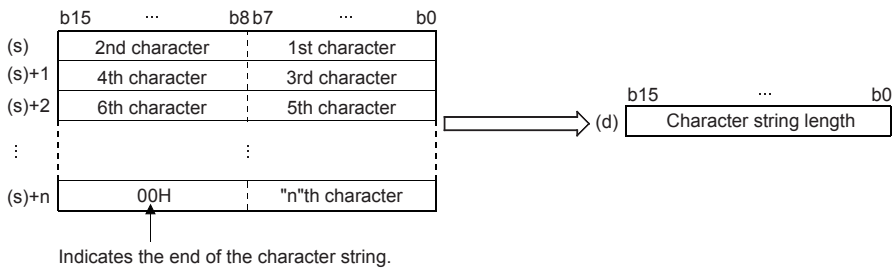 b15 ... b8 b7 ... b0
(s) 2nd character 1st character
(s)+1 4th character 3rd character
(s)+2 6th character 5th character
b15 ... b0
(d) Character string length
⋮ ⋮
(s)+n 00H "n"th character
Indicates the end of the character string.